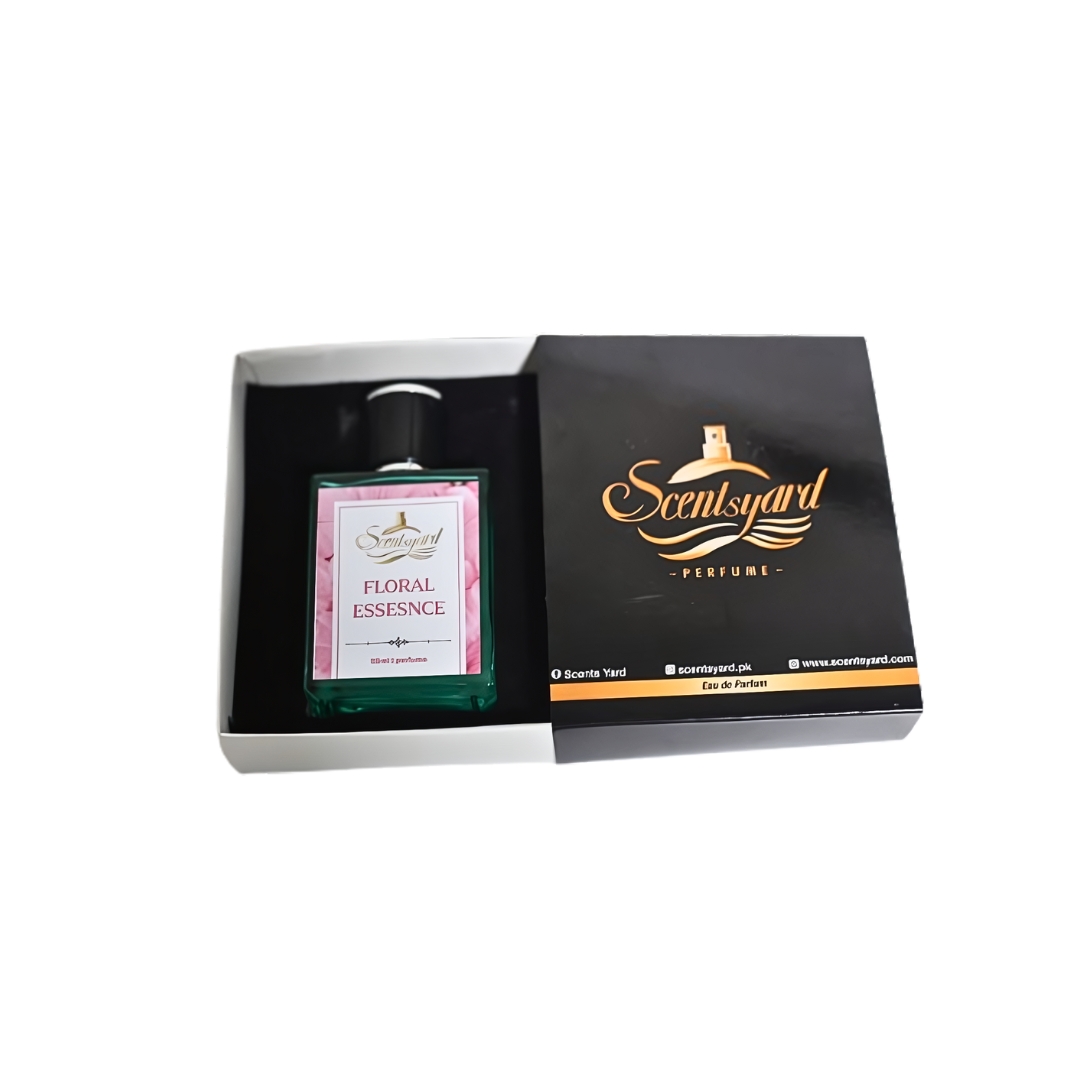 Scentsyard
FLORAL
ESSESNCE
Scentsyard
- PERFUME -
Scents Yard
scentsyard.pk
www.scentsyard.com
Eau de Parfum